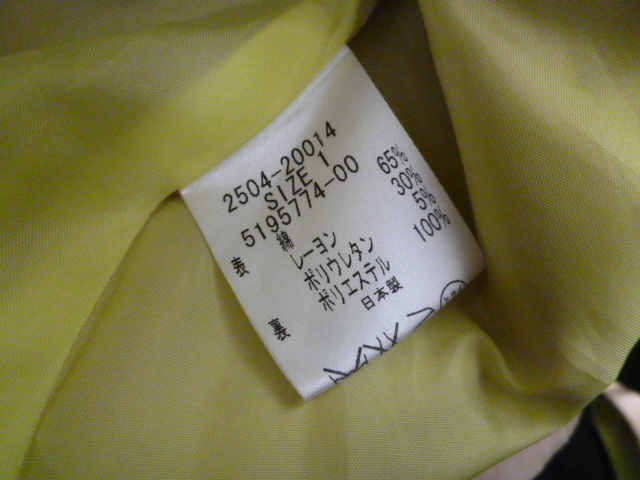 2504-20014
SIZE 1
5195774-00
表 綿 65%
レーヨン 30%
ポリウレタン 5%
裏 ポリエステル 100%
日本製